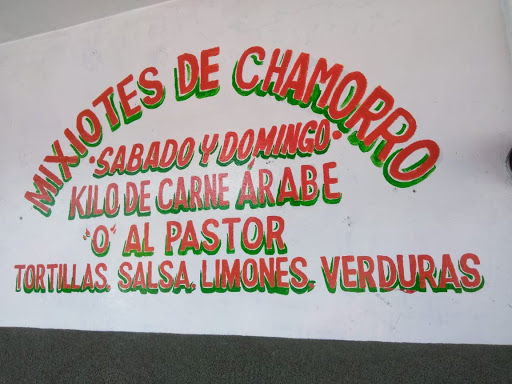 MIXIOTES DE CHAMORRO
·SABADO Y DOMINGO·
KILO DE CARNE ARABE
"O" AL PASTOR
TORTILLAS, SALSA, LIMONES, VERDURAS